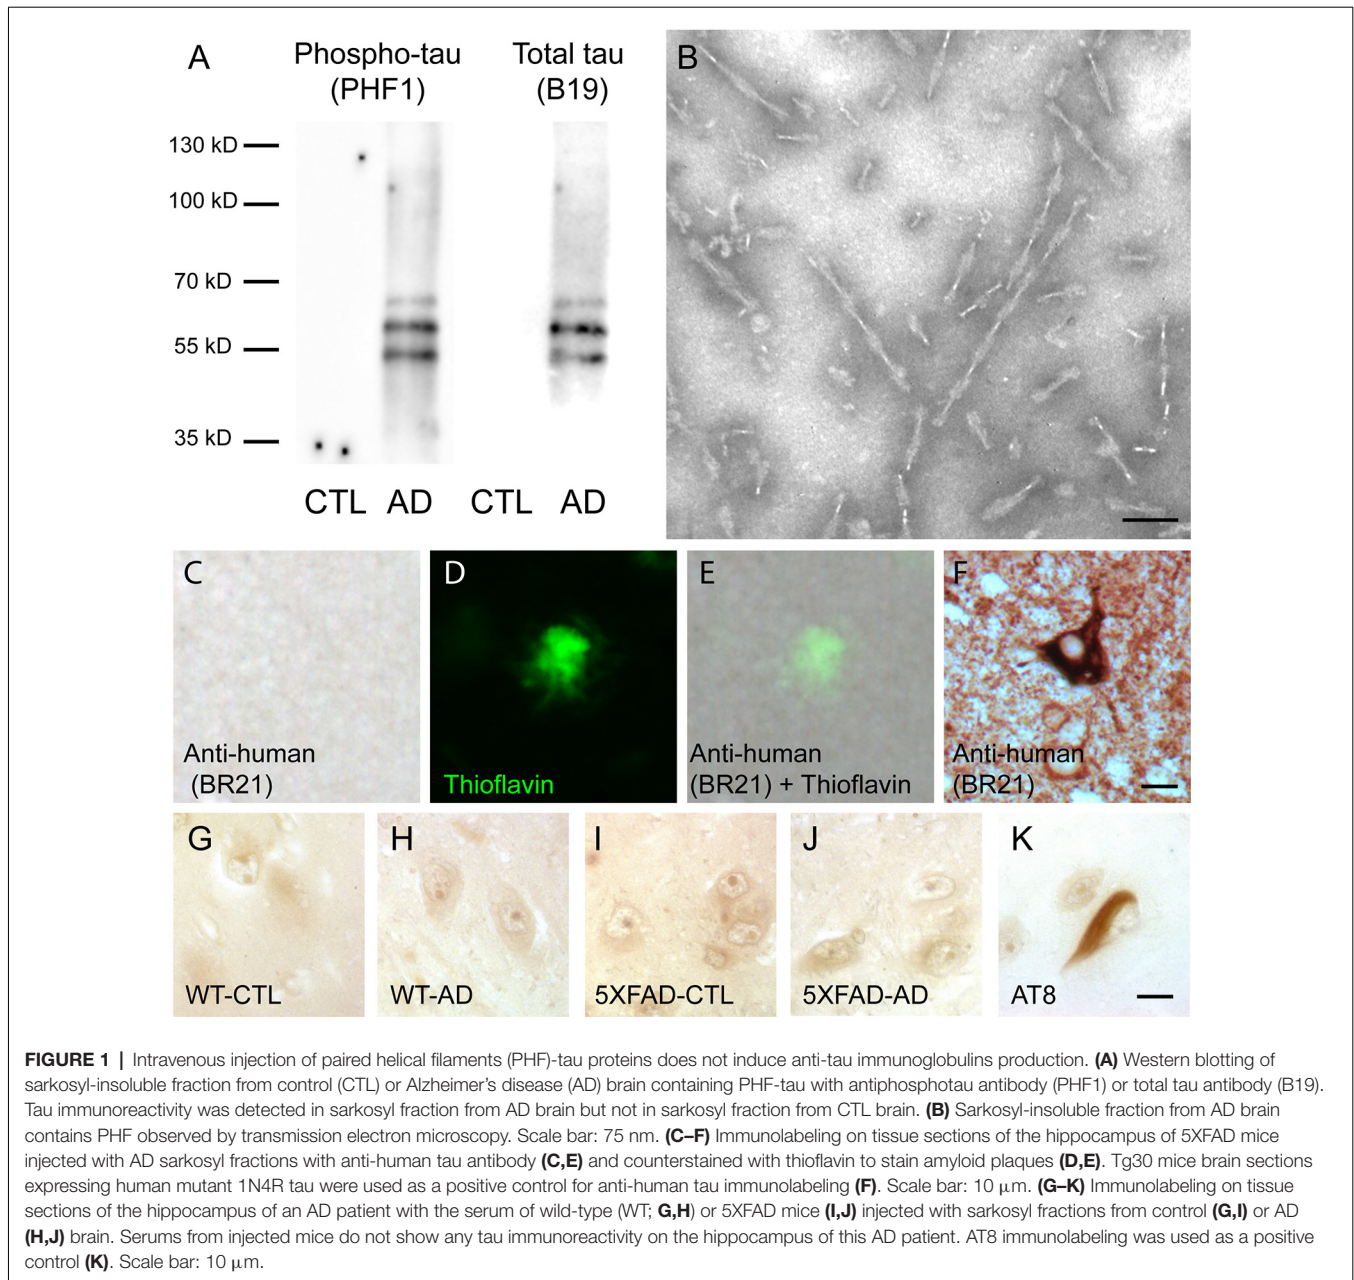 A
Phospho-tau
(PHF1)
Total tau
(B19)
130 kD
100 kD
70 kD
55 kD
35 kD
CTL
AD
CTL
AD
B
C
Anti-human
(BR21)
D
Thioflavin
E
Anti-human
(BR21) + Thioflavin
F
Anti-human
(BR21)
G
WT-CTL
H
WT-AD
I
5XFAD-CTL
J
5XFAD-AD
K
AT8
FIGURE 1 | Intravenous injection of paired helical filaments (PHF)-tau proteins does not induce anti-tau immunoglobulins production. (A) Western blotting of
sarkosyl-insoluble fraction from control (CTL) or Alzheimer's disease (AD) brain containing PHF-tau with antiphosphotau antibody (PHF1) or total tau antibody (B19).
Tau immunoreactivity was detected in sarkosyl fraction from AD brain but not in sarkosyl fraction from CTL brain. (B) Sarkosyl-insoluble fraction from AD brain
contains PHF observed by transmission electron microscopy. Scale bar: 75 nm. (C–F) Immunolabeling on tissue sections of the hippocampus of 5XFAD mice
injected with AD sarkosyl fractions with anti-human tau antibody (C,E) and counterstained with thioflavin to stain amyloid plaques (D,E). Tg30 mice brain sections
expressing human mutant 1N4R tau were used as a positive control for anti-human tau immunolabeling (F). Scale bar: 10 μm. (G–K) Immunolabeling on tissue
sections of the hippocampus of an AD patient with the serum of wild-type (WT; G,H) or 5XFAD mice (I,J) injected with sarkosyl fractions from control (G,I) or AD
(H,J) brain. Serums from injected mice do not show any tau immunoreactivity on the hippocampus of this AD patient. AT8 immunolabeling was used as a positive
control (K). Scale bar: 10 μm.